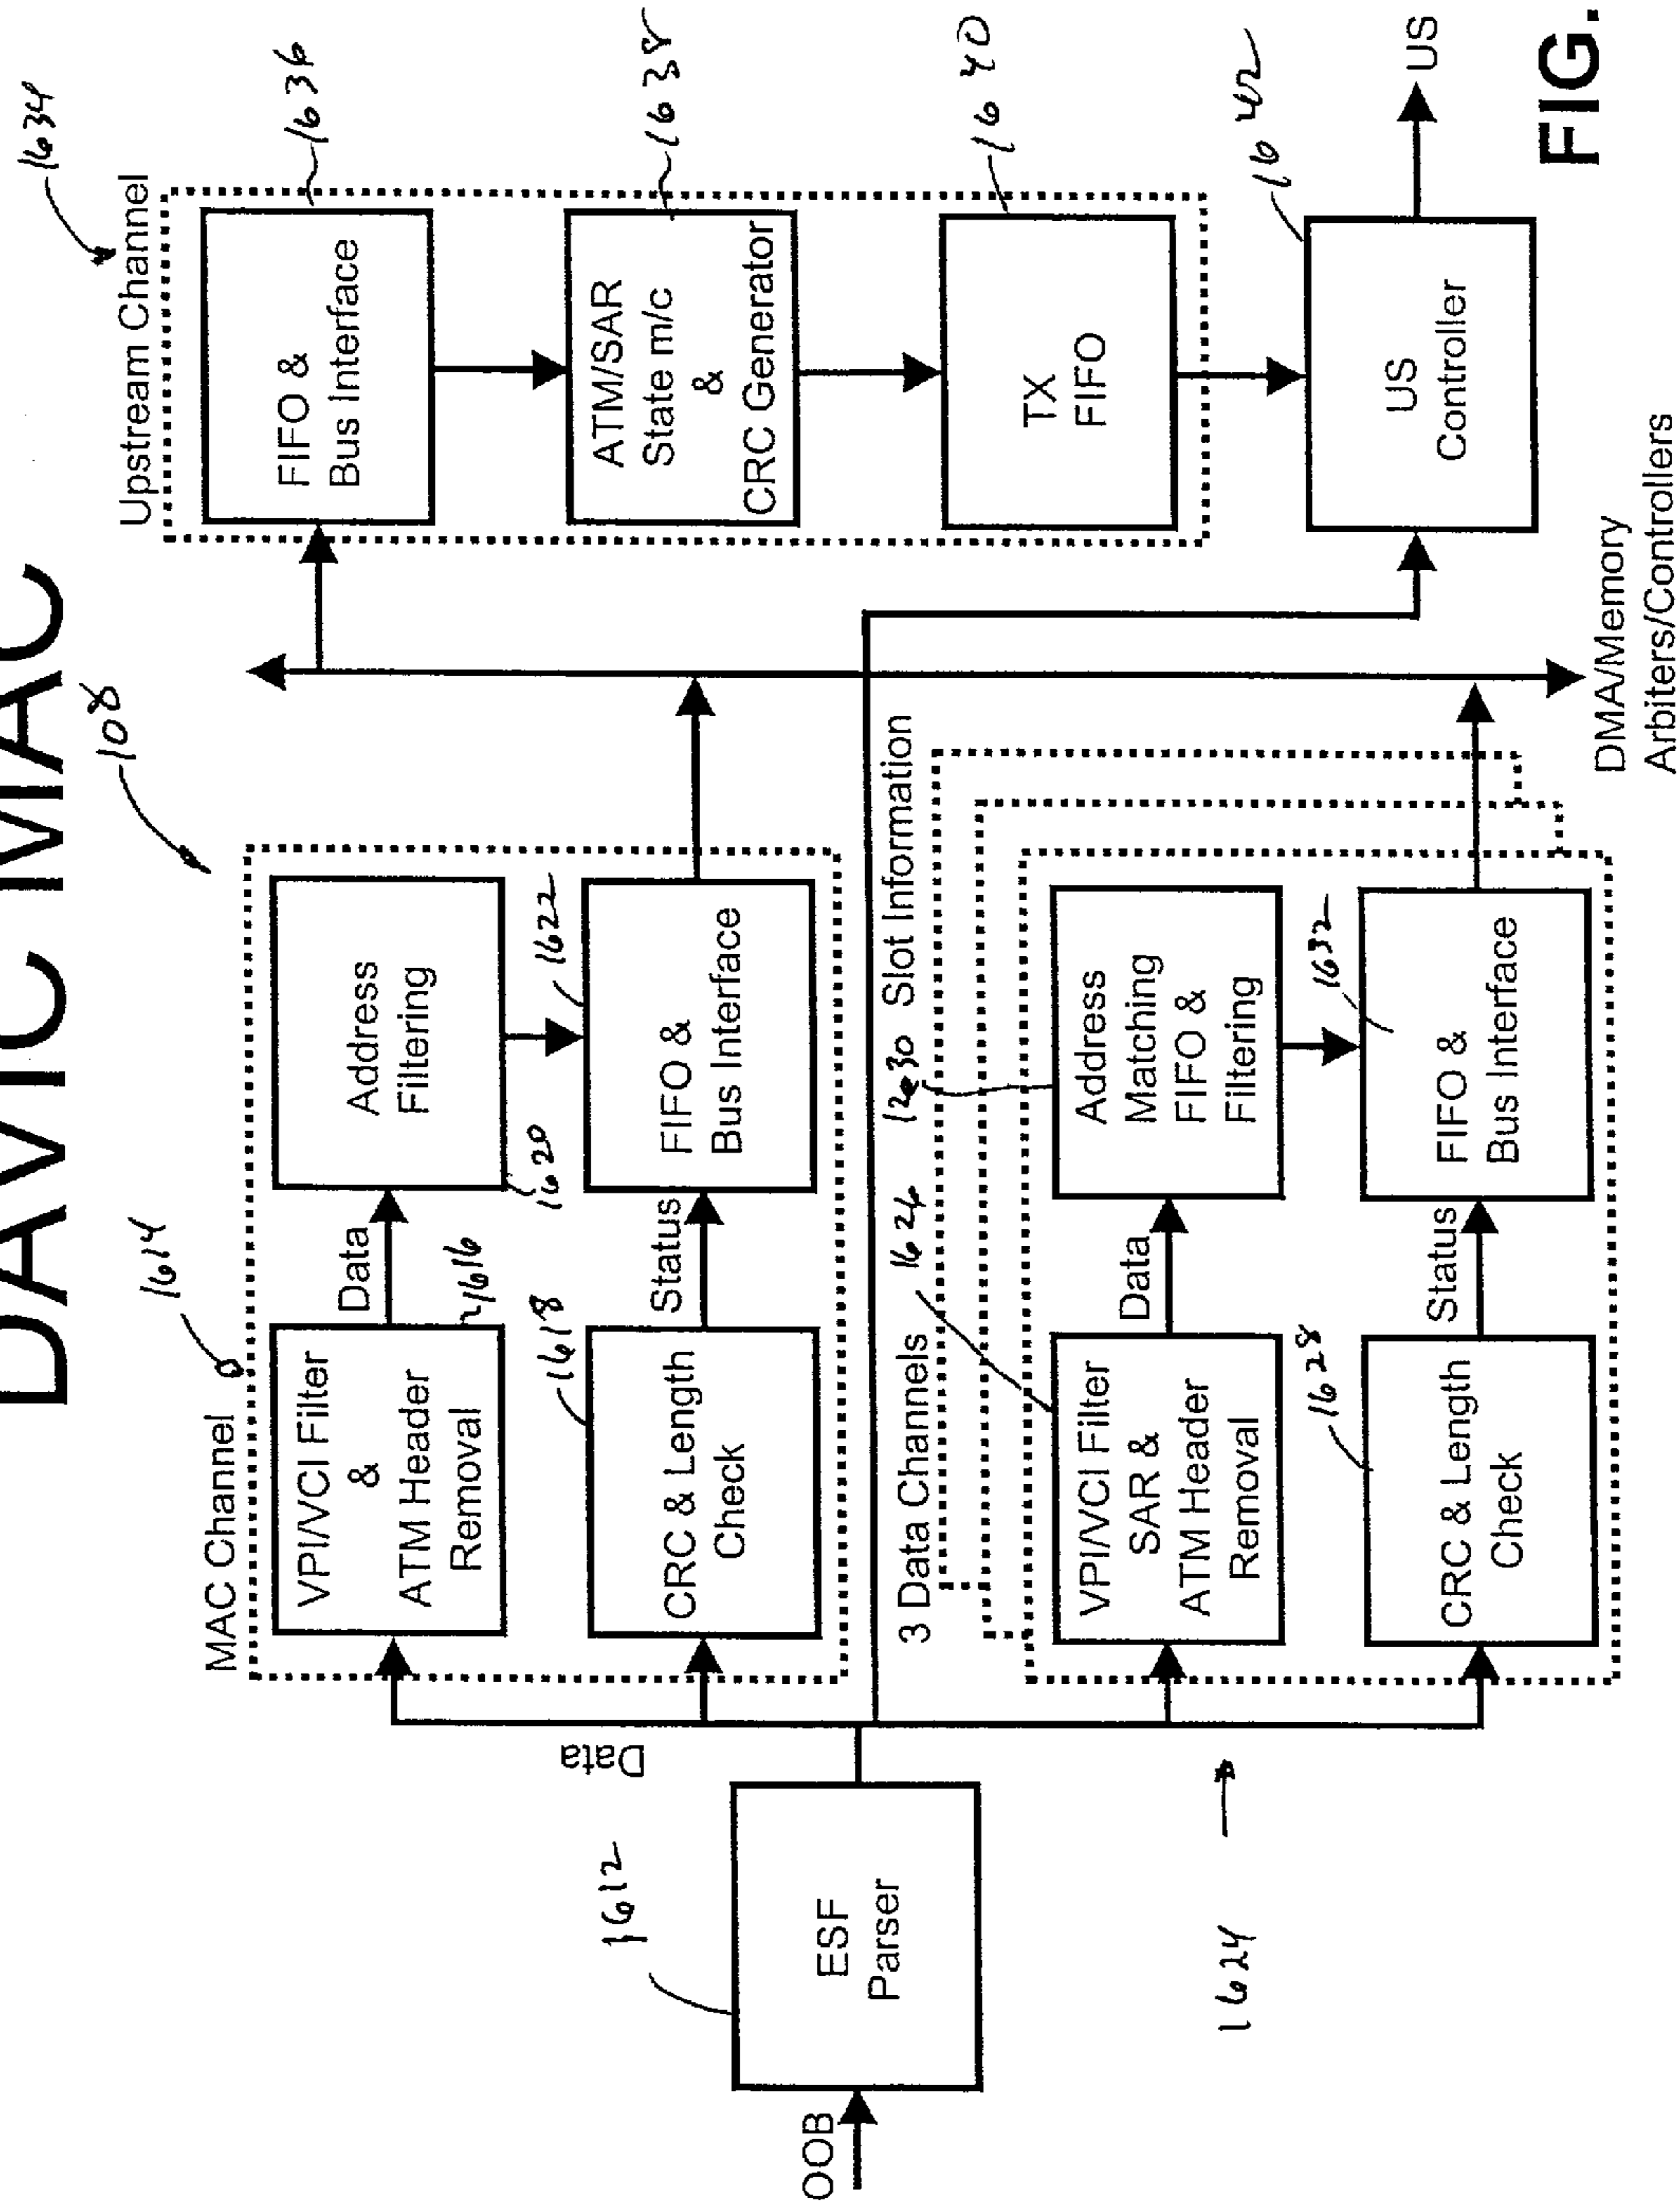 DAVIC MAC
108
1634
Upstream Channel
1636
FIFO &
Bus Interface
1638
ATM/SAR
State m/c
&
CRC Generator
1640
TX
FIFO
1642
US
Controller
US
1614
MAC Channel
VPI/VCI Filter
&
ATM Header
Removal
1616
Data
Address
Filtering
1620
1618
CRC & Length
Check
Status
1622
FIFO &
Bus Interface
Data
1612
ESF
Parser
OOB
3 Data Channels
1626
1630
Slot Information
VPI/VCI Filter
SAR &
ATM Header
Removal
Data
Address
Matching
FIFO &
Filtering
1628
CRC & Length
Check
Status
1632
FIFO &
Bus Interface
1624
DMA/Memory
Arbiters/Controllers
FIG.